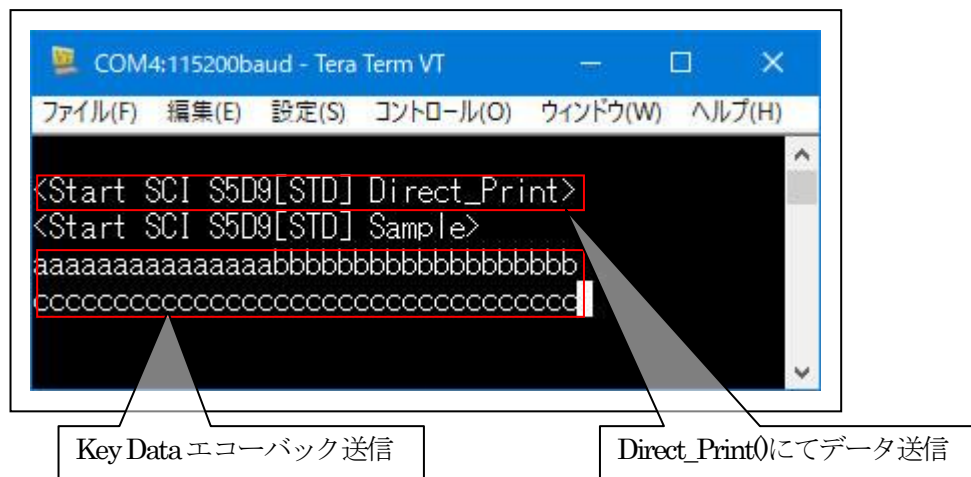 COM4:115200baud - Tera Term VT
ファイル(F) 編集(E) 設定(S) コントロール(O) ウィンドウ(W) ヘルプ(H)
<Start SCI S5D9[STD] Direct_Print>
<Start SCI S5D9[STD] Sample>
aaaaaaaaaaaaaaabbbbbbbbbbbbbbbbbbb
cccccccccccccccccccccccccccccccccc
Key Data エコーバック送信
Direct_Print()にてデータ送信